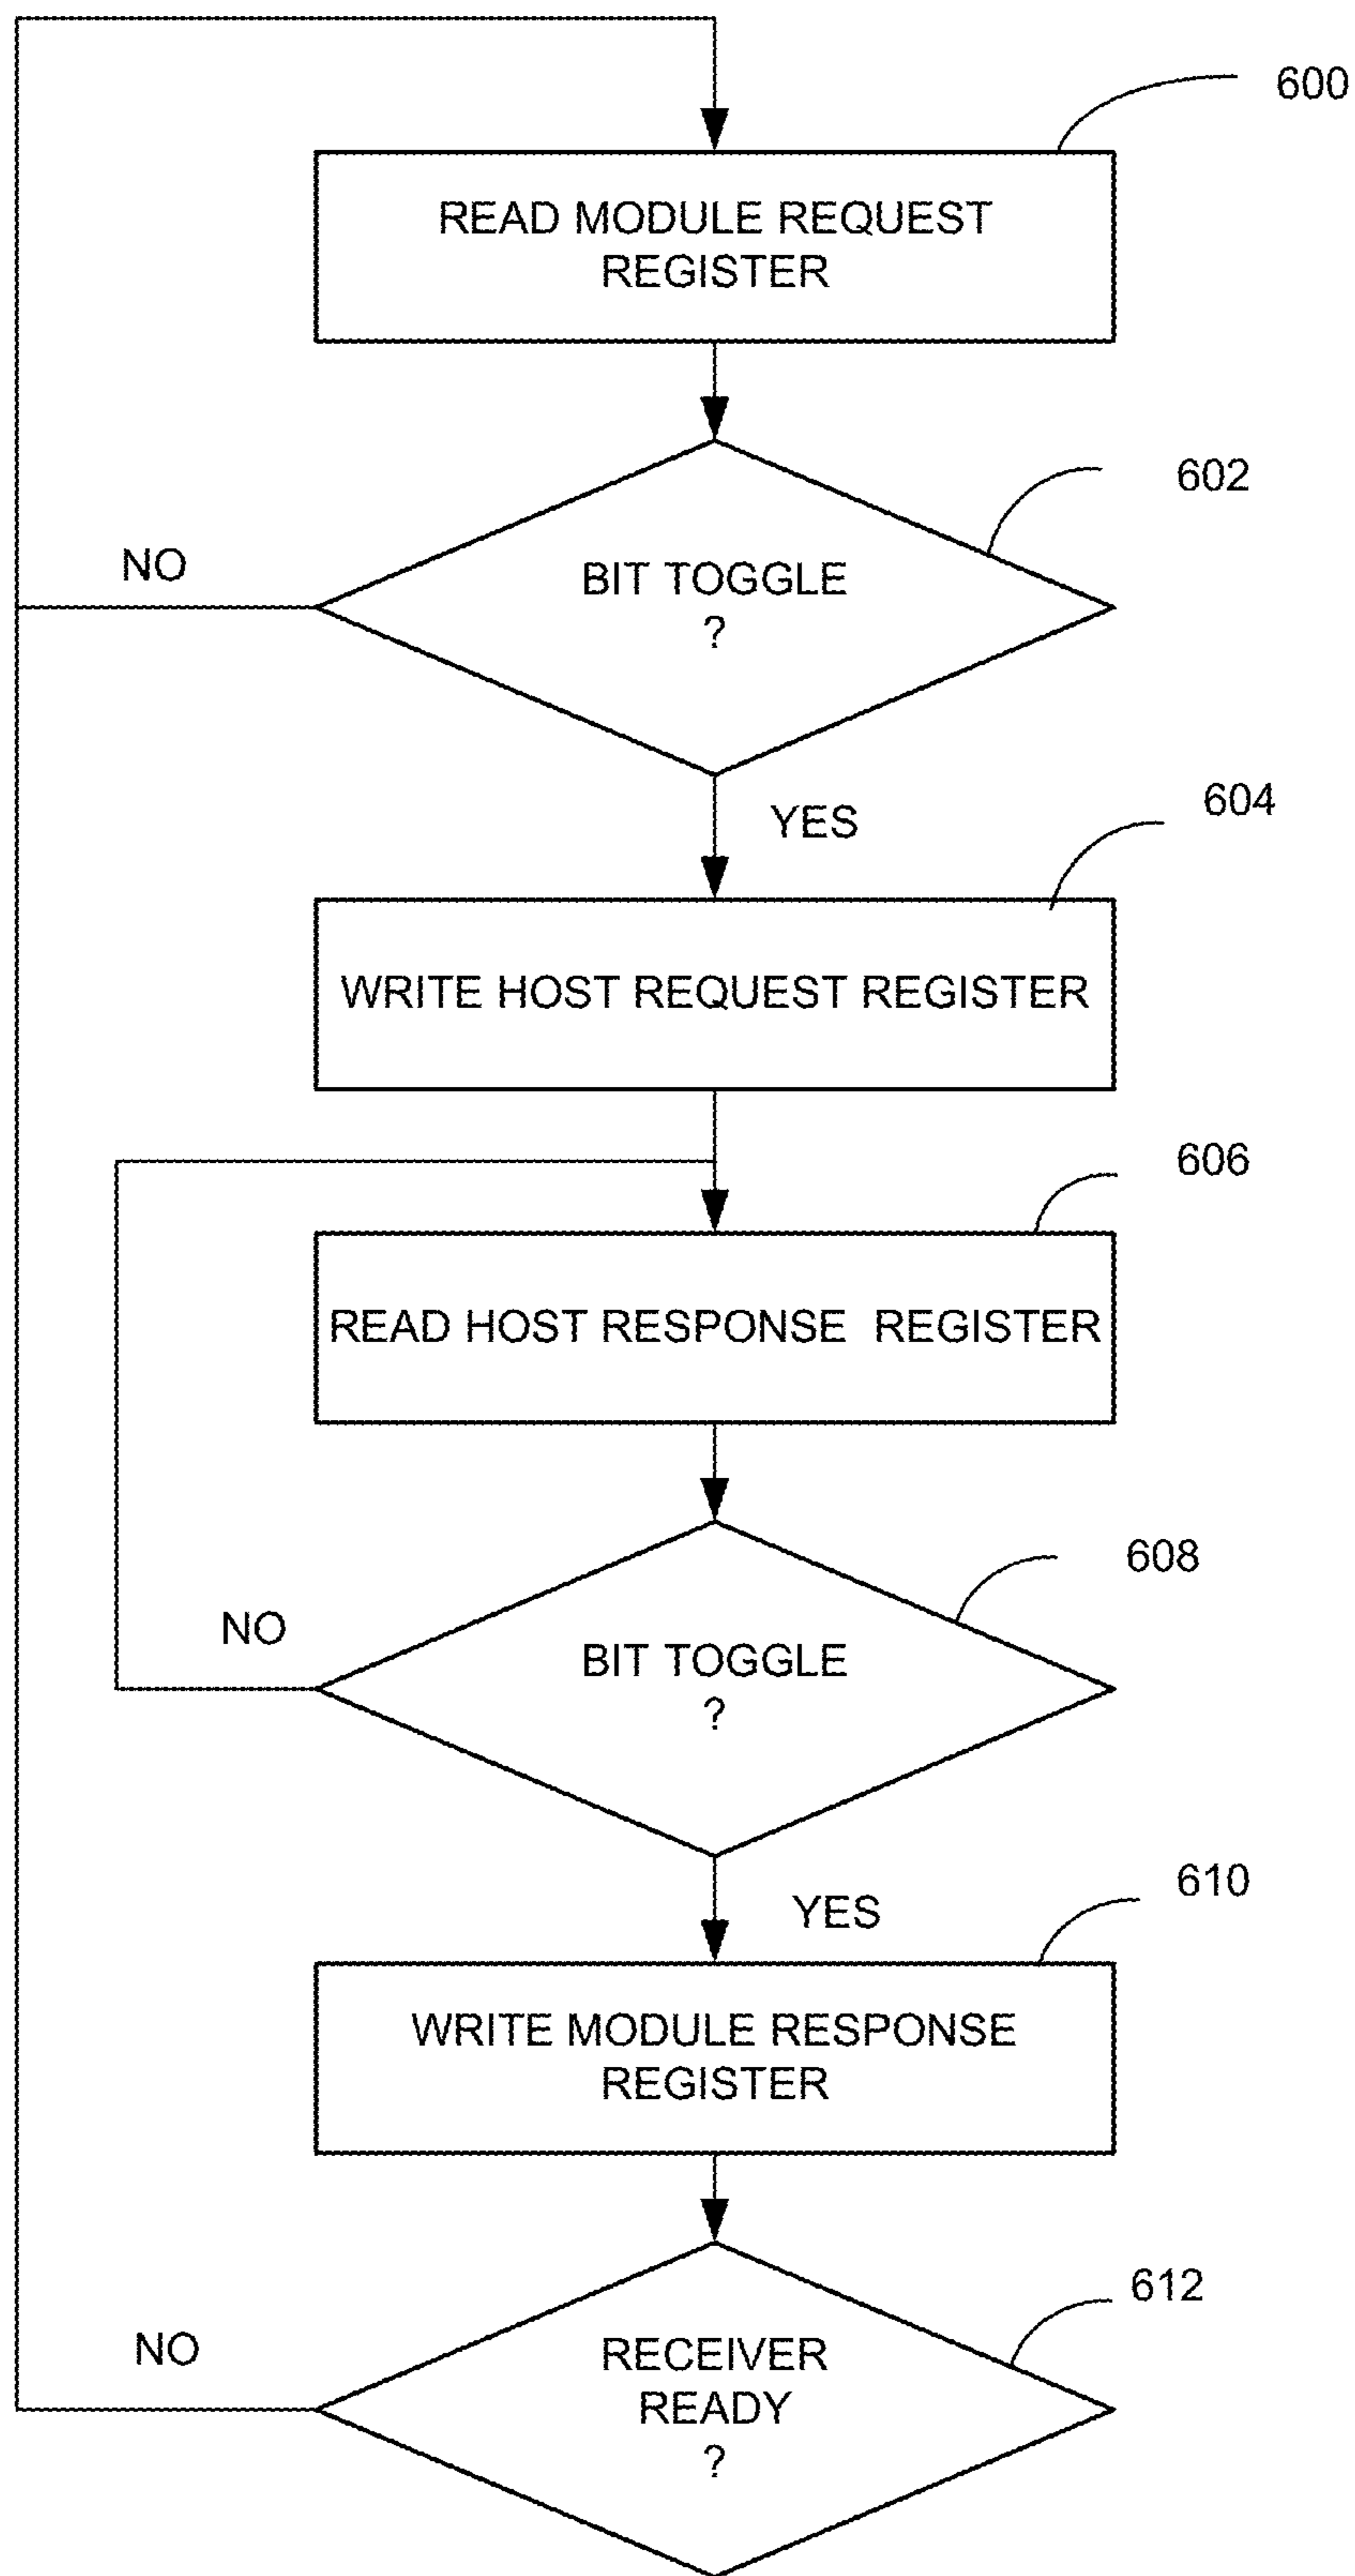 600
READ MODULE REQUEST
REGISTER
602
NO
BIT TOGGLE
?
YES
604
WRITE HOST REQUEST REGISTER
606
READ HOST RESPONSE REGISTER
608
NO
BIT TOGGLE
?
YES
610
WRITE MODULE RESPONSE
REGISTER
612
NO
RECEIVER
READY
?